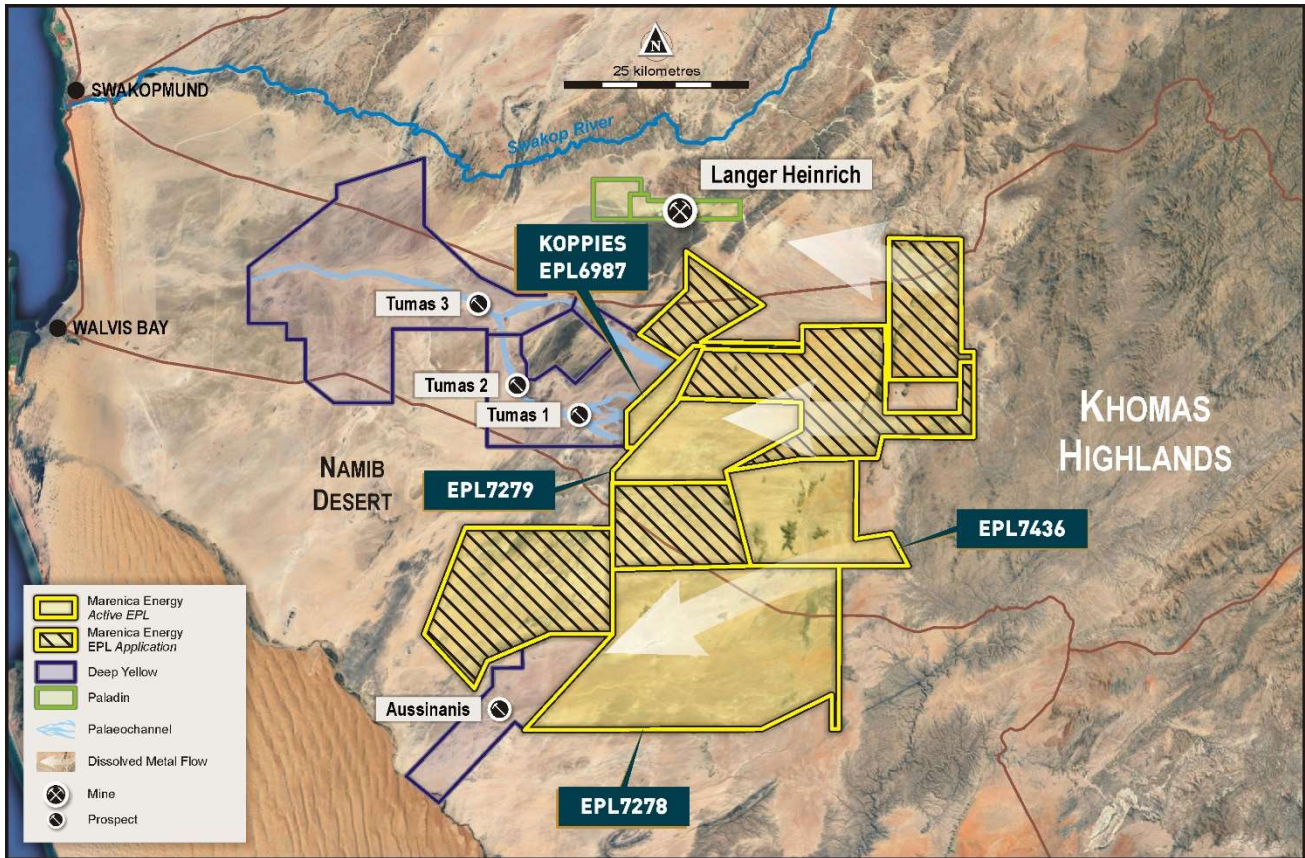 N
25 kilometres
SWAKOPMUND
Swakop River
Langer Heinrich
KOPPIES
EPL6987
Tumas 3
WALVIS BAY
Tumas 2
Tumas 1
KHOMAS
HIGHLANDS
NAMIB
DESERT
EPL7279
EPL7436
Marenica Energy
Active EPL
Marenica Energy
EPL Application
Deep Yellow
Paladin
Palaeochannel
Dissolved Metal Flow
Mine
Prospect
Aussinanis
EPL7278